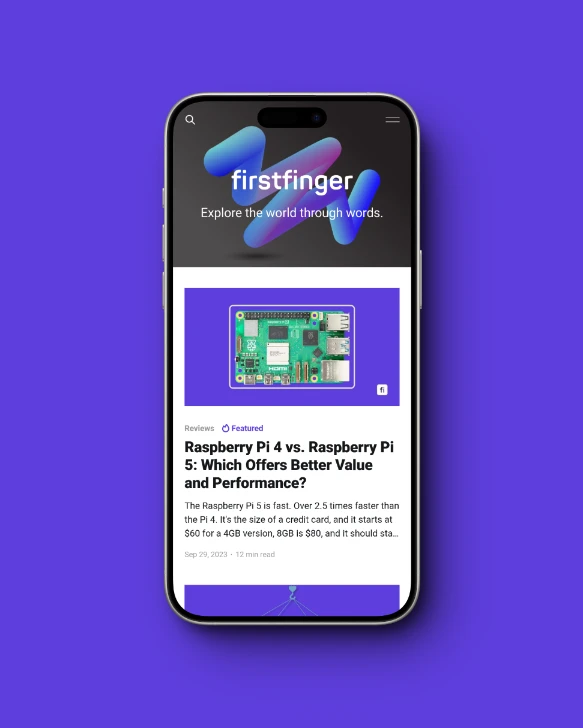 firstfinger
Explore the world through words.
HDMI
fi
Reviews Featured
Raspberry Pi 4 vs. Raspberry Pi
5: Which Offers Better Value
and Performance?
The Raspberry Pi 5 is fast. Over 2.5 times faster than
the Pi 4. It's the size of a credit card, and it starts at
$60 for a 4GB version, 8GB is $80, and it should sta...
Sep 29, 2023 • 12 min read